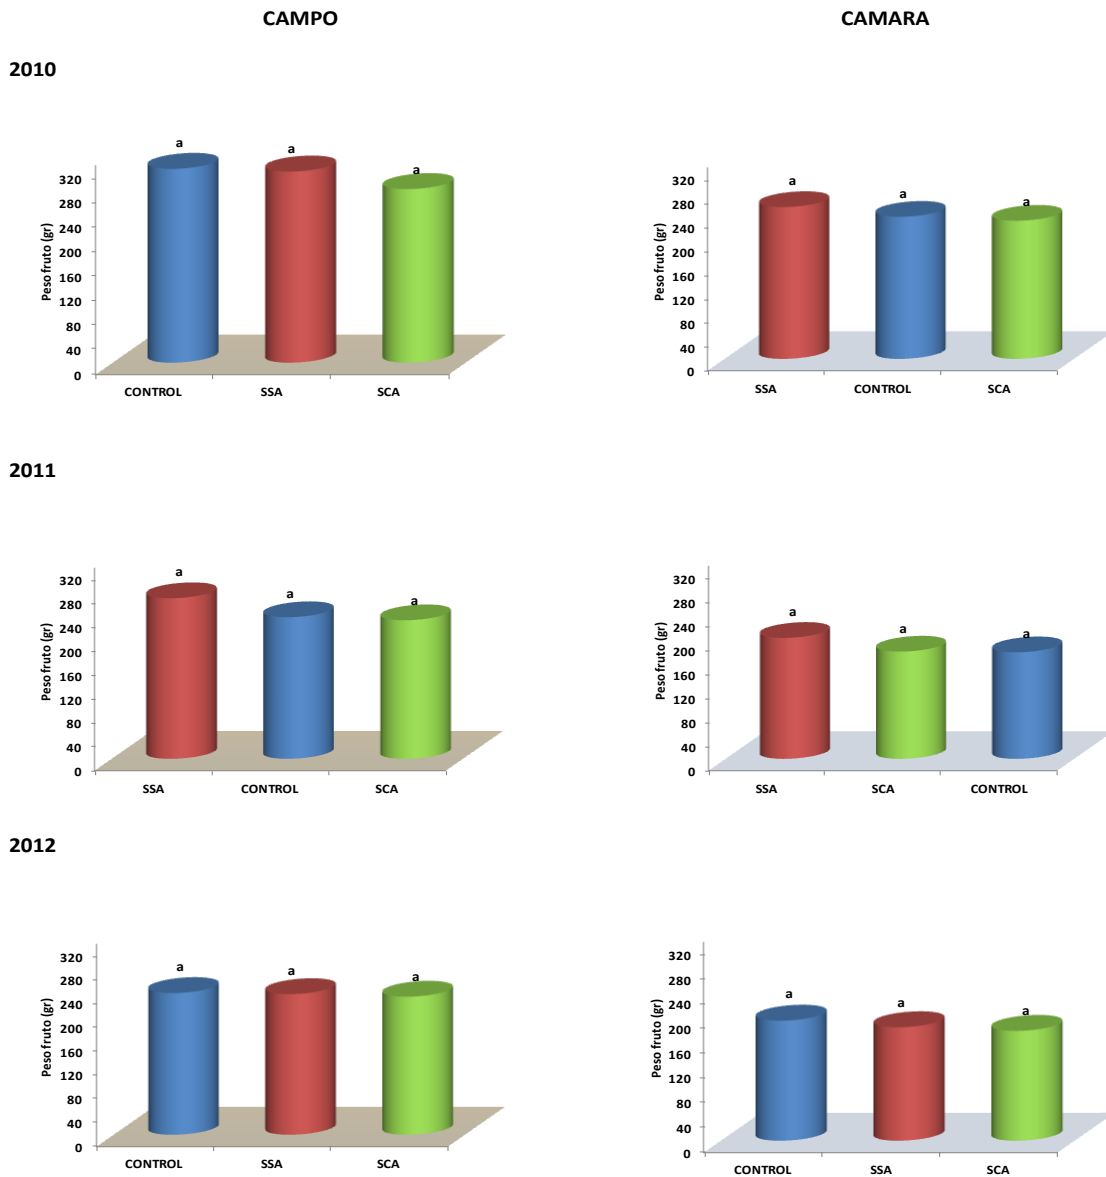 CAMPO
CAMARA
2010
a
a
a
320
280
240
200
160
120
80
40
0
Peso fruto (gr)
CONTROL SSA SCA
a
a
a
320
280
240
200
160
120
80
40
0
Peso fruto (gr)
SSA CONTROL SCA
2011
a
a
a
320
280
240
200
160
120
80
40
0
Peso fruto (gr)
SSA CONTROL SCA
a
a
a
320
280
240
200
160
120
80
40
0
Peso fruto (gr)
SSA SCA CONTROL
2012
a
a
a
320
280
240
200
160
120
80
40
0
Peso fruto (gr)
CONTROL SSA SCA
a
a
a
320
280
240
200
160
120
80
40
0
Peso fruto (gr)
CONTROL SSA SCA